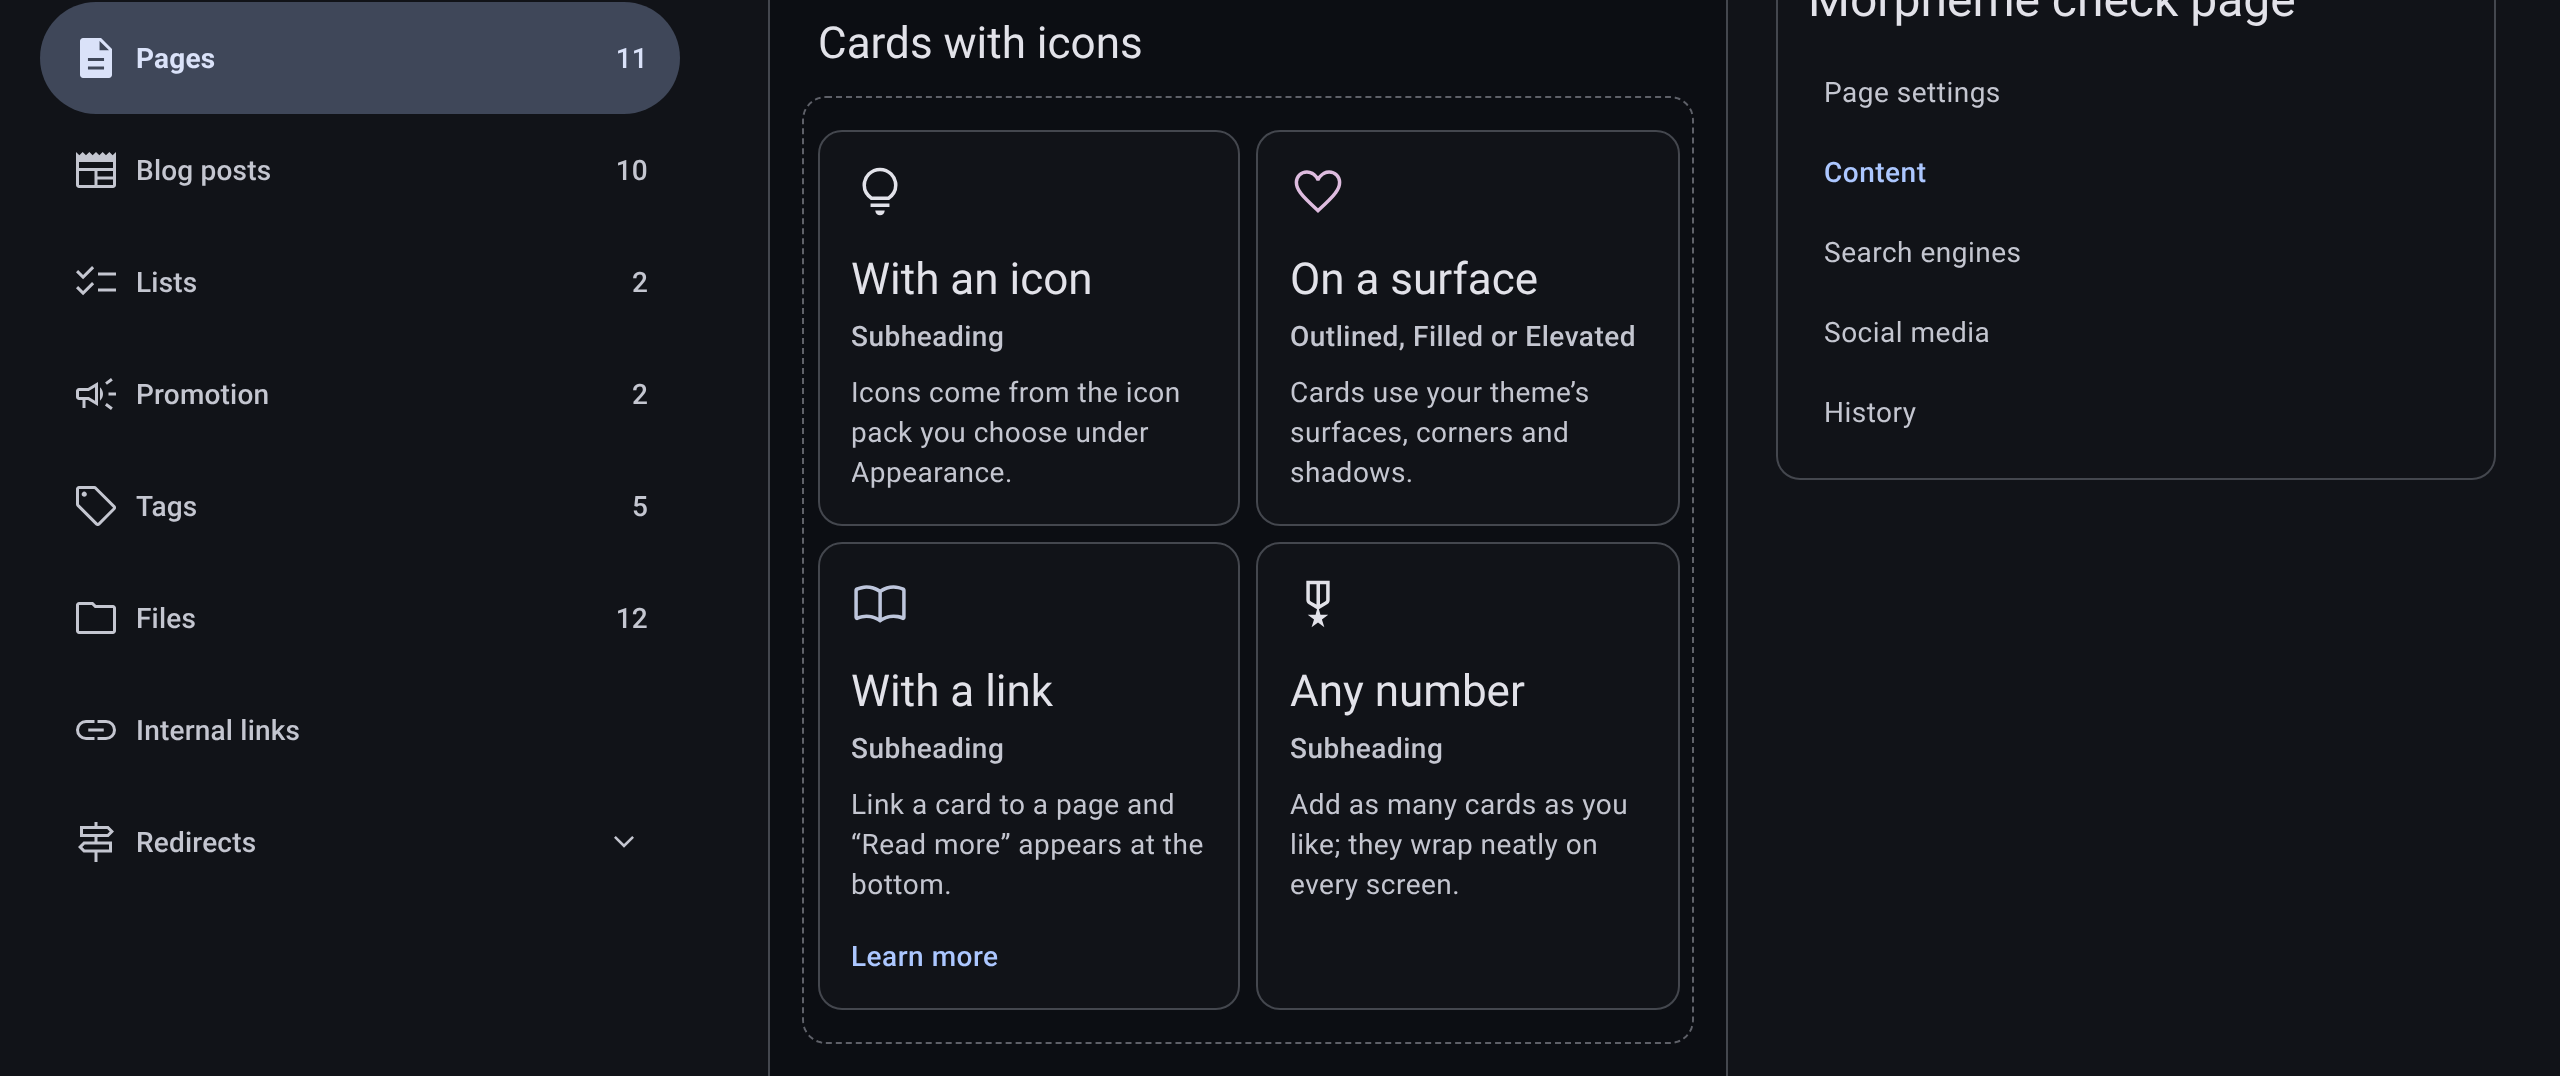 Pages 11
Blog posts 10
Lists 2
Promotion 2
Tags 5
Files 12
Internal links
Redirects
Cards with icons
With an icon
Subheading
Icons come from the icon
pack you choose under
Appearance.
On a surface
Outlined, Filled or Elevated
Cards use your theme’s
surfaces, corners and
shadows.
With a link
Subheading
Link a card to a page and
“Read more” appears at the
bottom.
Learn more
Any number
Subheading
Add as many cards as you
like; they wrap neatly on
every screen.
Morpheme check page
Page settings
Content
Search engines
Social media
History